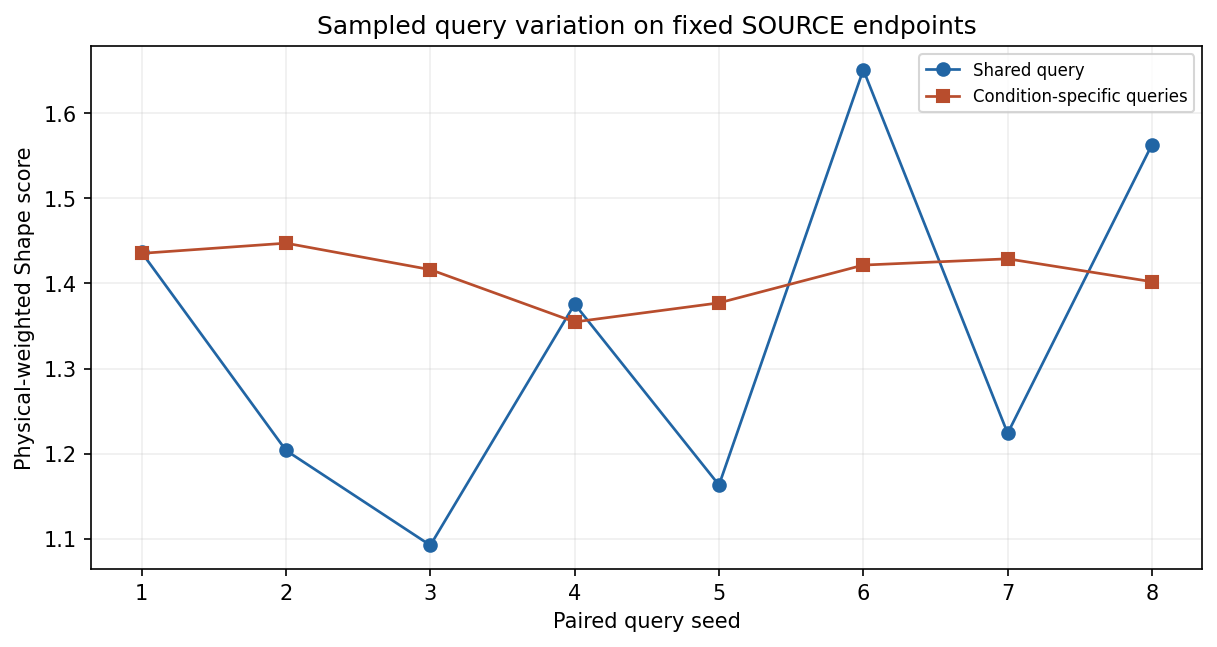 Sampled query variation on fixed SOURCE endpoints
Shared query
Condition-specific queries
Physical-weighted Shape score
1.6
1.5
1.4
1.3
1.2
1.1
1 2 3 4 5 6 7 8
Paired query seed